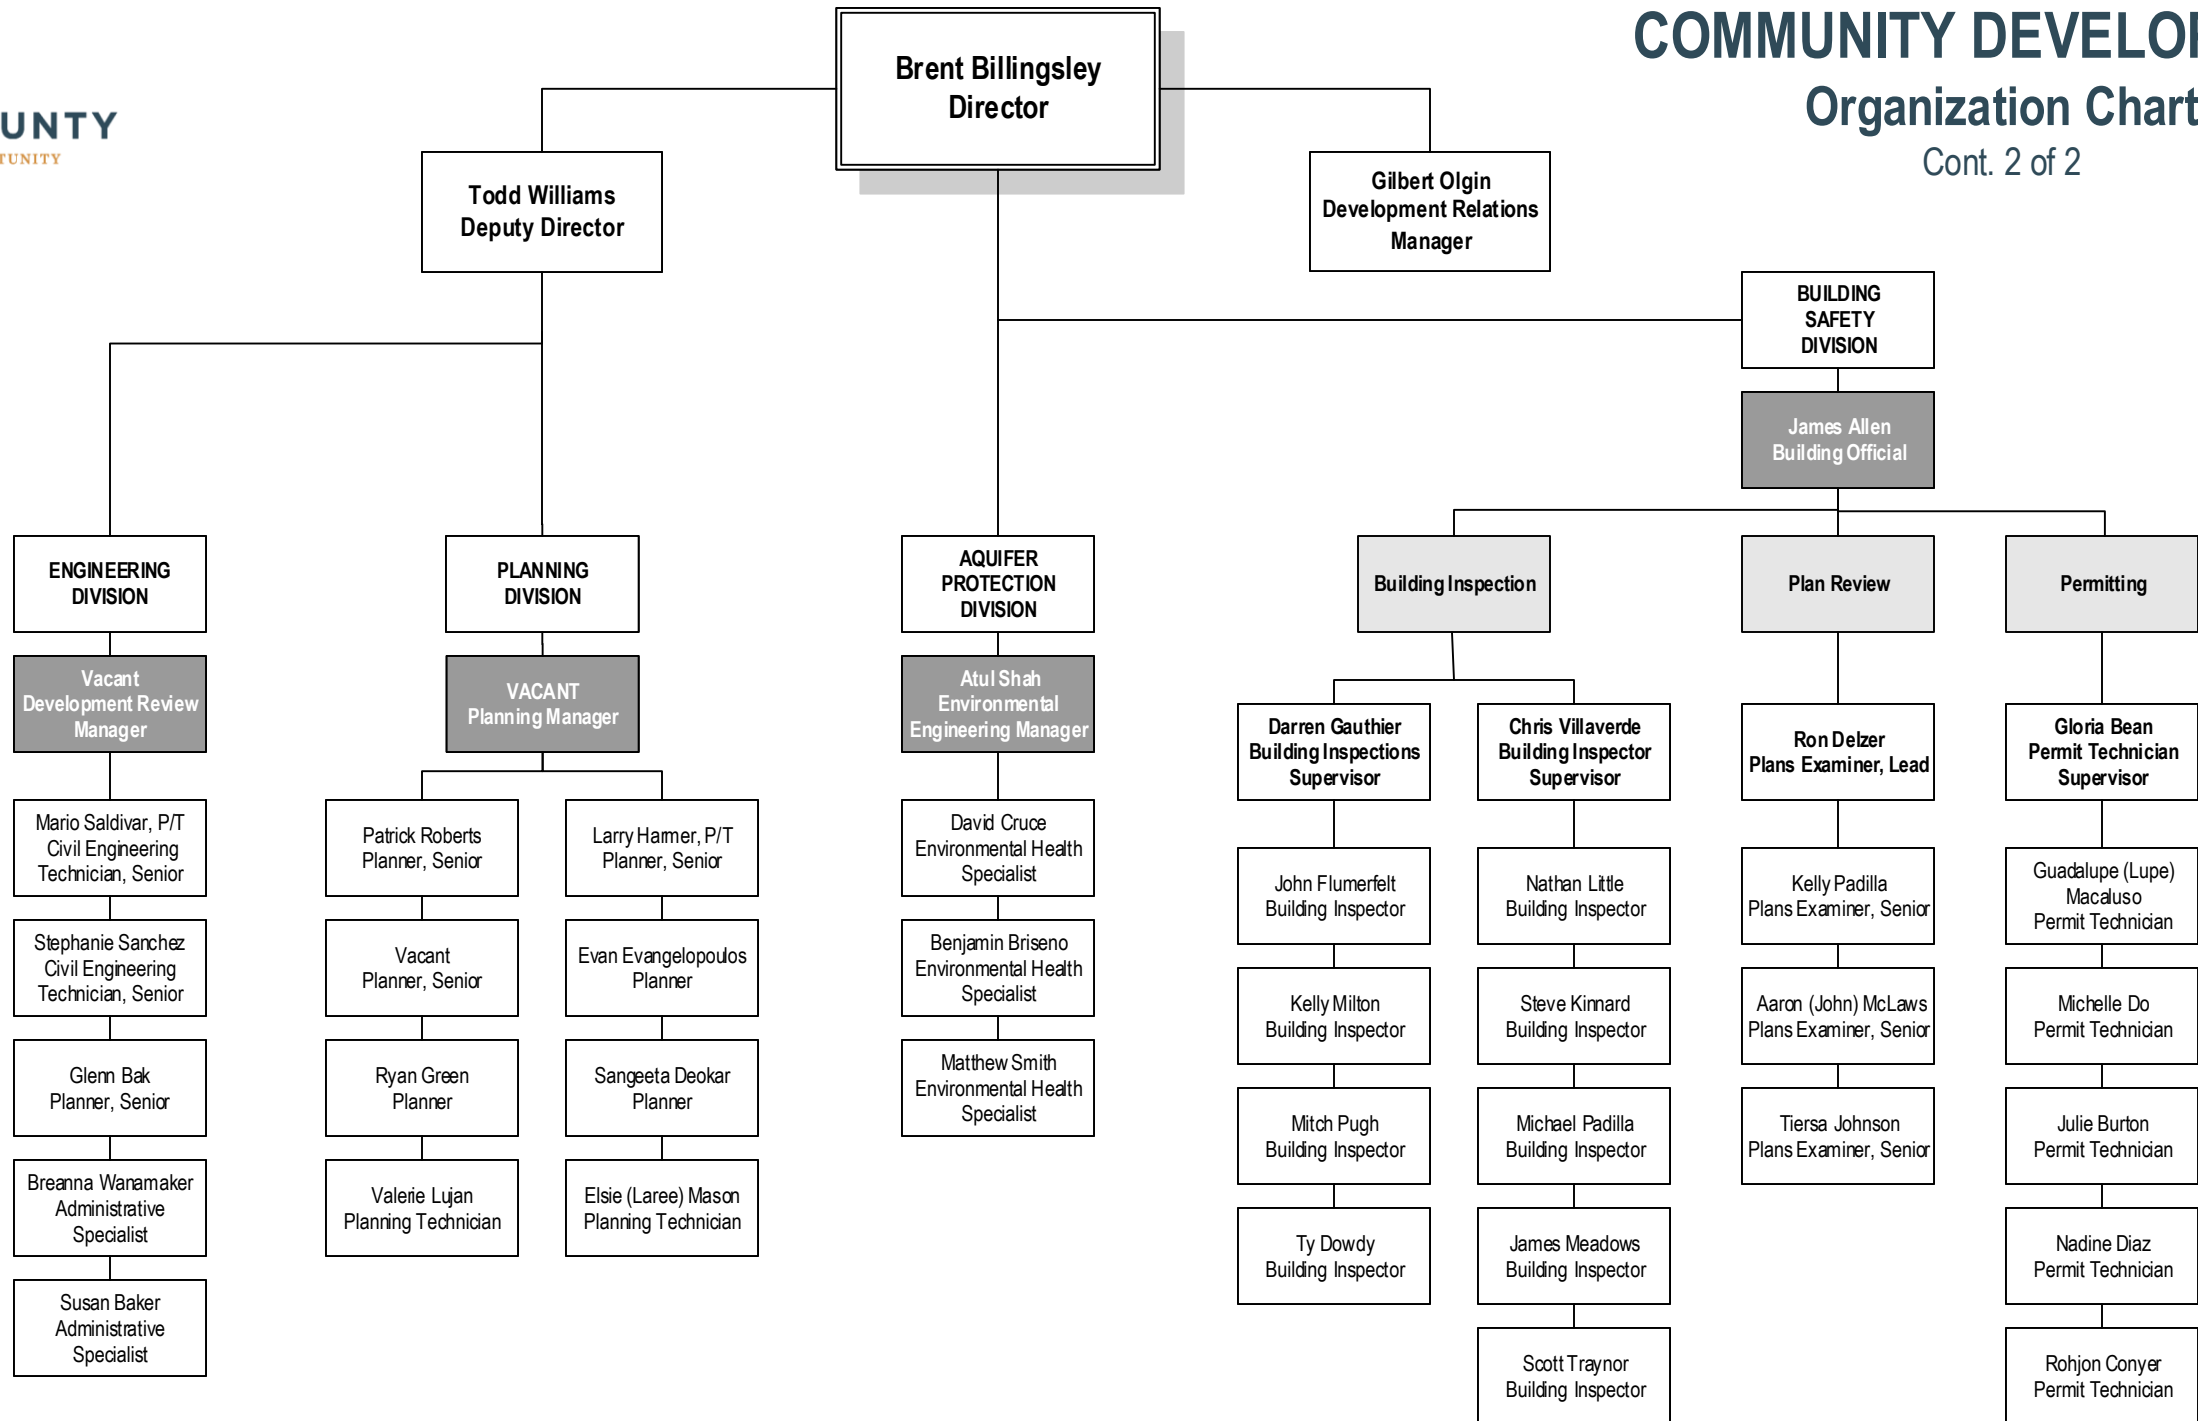 COMMUNITY DEVELOP
Organization Chart
Cont. 2 of 2
UNTY
TUNITY
Brent Billingsley
Director
Todd Williams
Deputy Director
Gilbert Olgin
Development Relations
Manager
BUILDING
SAFETY
DIVISION
James Allen
Building Official
ENGINEERING
DIVISION
Vacant
Development Review
Manager
Mario Saldivar, P/T
Civil Engineering
Technician, Senior
Stephanie Sanchez
Civil Engineering
Technician, Senior
Glenn Bak
Planner, Senior
Breanna Wanamaker
Administrative
Specialist
Susan Baker
Administrative
Specialist
PLANNING
DIVISION
VACANT
Planning Manager
Patrick Roberts
Planner, Senior
Vacant
Planner, Senior
Ryan Green
Planner
Valerie Lujan
Planning Technician
Larry Harmer, P/T
Planner, Senior
Evan Evangelopoulos
Planner
Sangeeta Deokar
Planner
Elsie (Laree) Mason
Planning Technician
AQUIFER
PROTECTION
DIVISION
Atul Shah
Environmental
Engineering Manager
David Cruce
Environmental Health
Specialist
Benjamin Briseno
Environmental Health
Specialist
Matthew Smith
Environmental Health
Specialist
Building Inspection
Darren Gauthier
Building Inspections
Supervisor
John Flumerfelt
Building Inspector
Kelly Milton
Building Inspector
Mitch Pugh
Building Inspector
Ty Dowdy
Building Inspector
Chris Villaverde
Building Inspector
Supervisor
Nathan Little
Building Inspector
Steve Kinnard
Building Inspector
Michael Padilla
Building Inspector
James Meadows
Building Inspector
Scott Traynor
Building Inspector
Plan Review
Ron Delzer
Plans Examiner, Lead
Kelly Padilla
Plans Examiner, Senior
Aaron (John) McLaws
Plans Examiner, Senior
Tiersa Johnson
Plans Examiner, Senior
Permitting
Gloria Bean
Permit Technician
Supervisor
Guadalupe (Lupe)
Macaluso
Permit Technician
Michelle Do
Permit Technician
Julie Burton
Permit Technician
Nadine Diaz
Permit Technician
Rohjon Conyer
Permit Technician